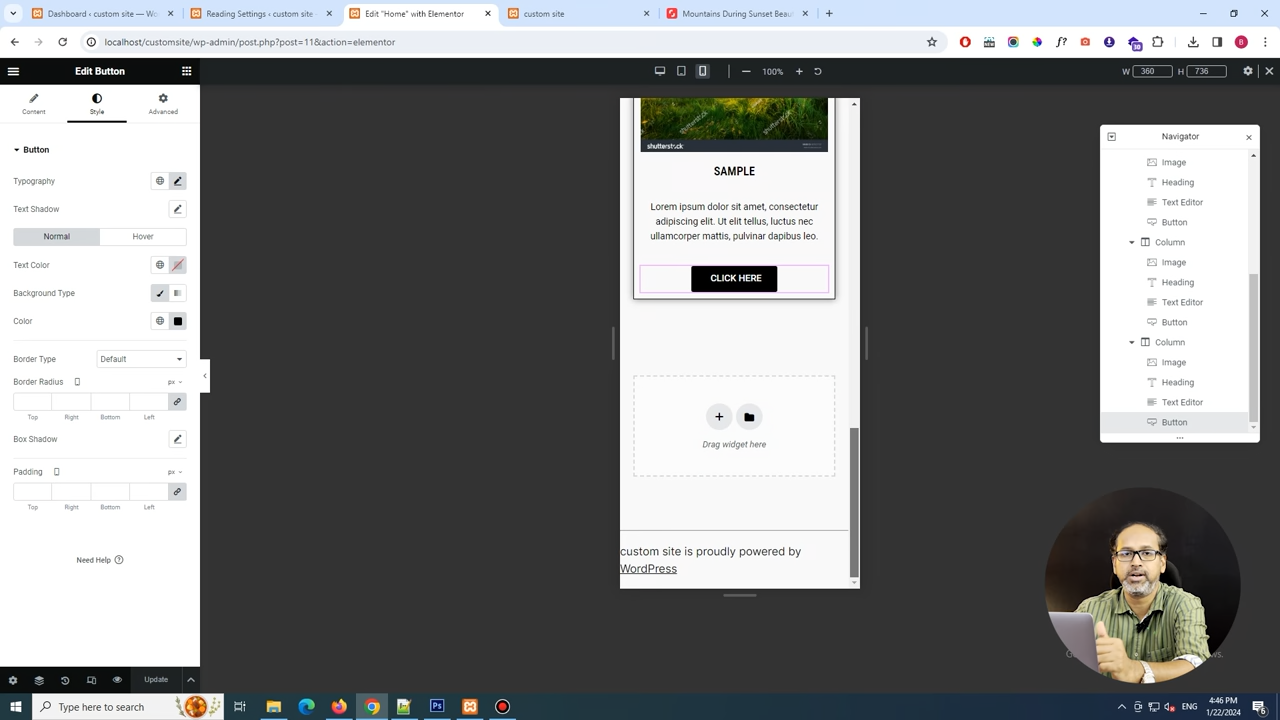 Dashboard ‹ custom site — Wo
Reading Settings ‹ custom site
Edit "Home" with Elementor
custom site
Mountains During Sunset Beau
localhost/customsite/wp-admin/post.php?post=11&action=elementor
f?
10
B
Edit Button
100%
W
360
H
736
Content
Style
Advanced
Button
Typography
Text Shadow
Normal
Hover
Text Color
Background Type
Color
Border Type
Default
Border Radius
px
Top
Right
Bottom
Left
Box Shadow
Padding
px
Top
Right
Bottom
Left
Need Help
Update
shutterstock
SAMPLE
Lorem ipsum dolor sit amet, consectetur
adipiscing elit. Ut elit tellus, luctus nec
ullamcorper mattis, pulvinar dapibus leo.
CLICK HERE
Drag widget here
custom site is proudly powered by
WordPress
Navigator
Image
Heading
Text Editor
Button
Column
Image
Heading
Text Editor
Button
Column
Image
Heading
Text Editor
Button
Type here to search
Ps
ENG
4:46 PM
1/22/2024
6